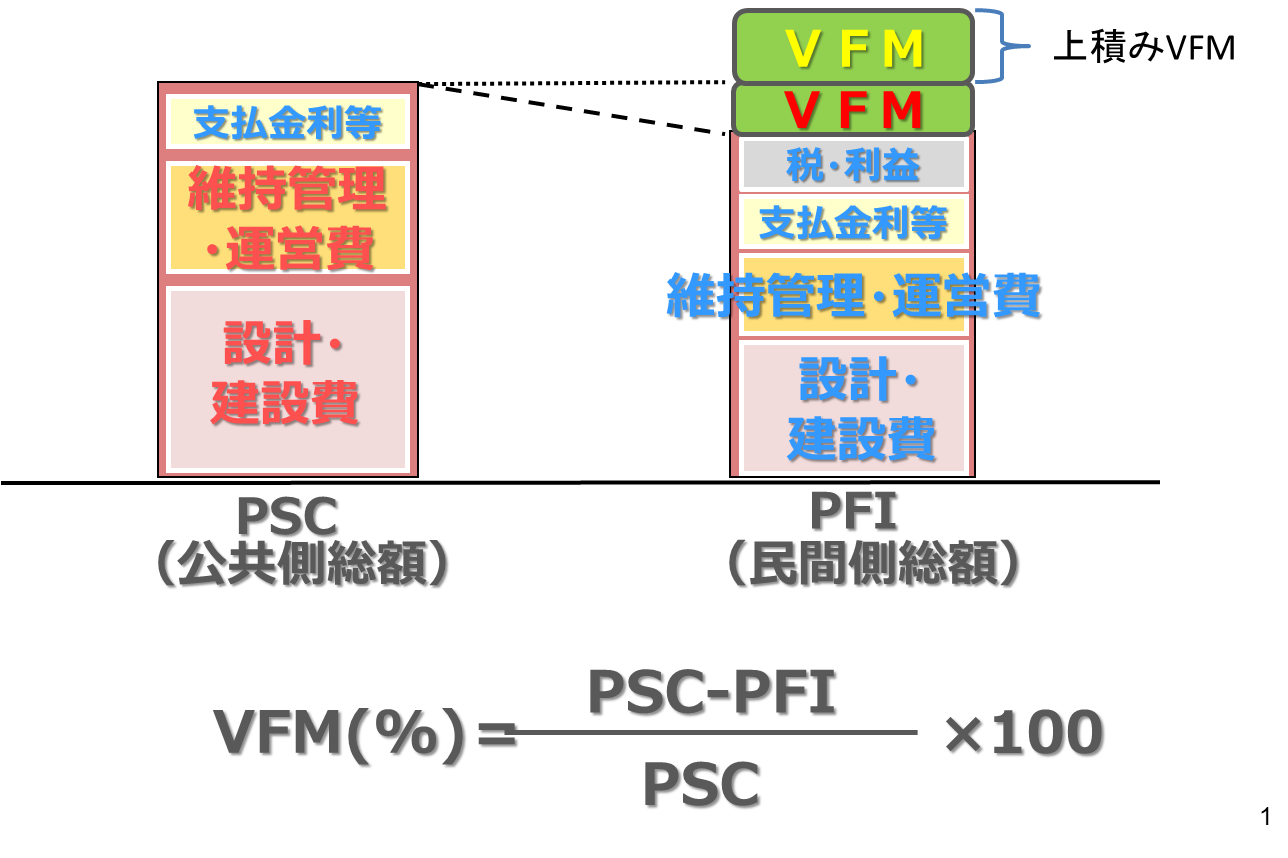 ＶＦＭ
上積みVFM
ＶＦＭ
支払金利等
維持管理
・運営費
設計・
建設費
税・利益
支払金利等
維持管理・運営費
設計・
建設費
PSC
（公共側総額）
PFI
（民間側総額）
PSC-PFI
VFM(%)=
×100
PSC
1